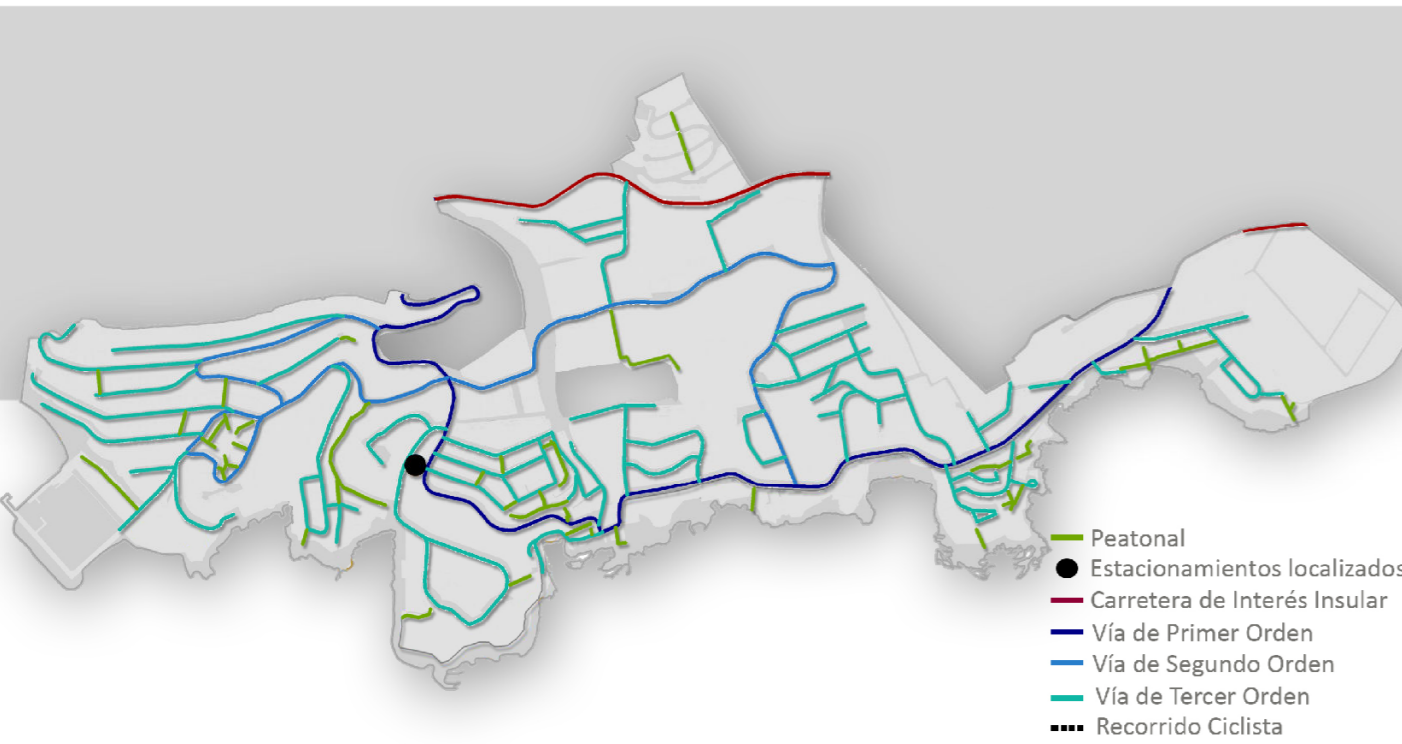 Peatonal
Estacionamientos localizados
Carretera de Interés Insular
Vía de Primer Orden
Vía de Segundo Orden
Vía de Tercer Orden
Recorrido Ciclista